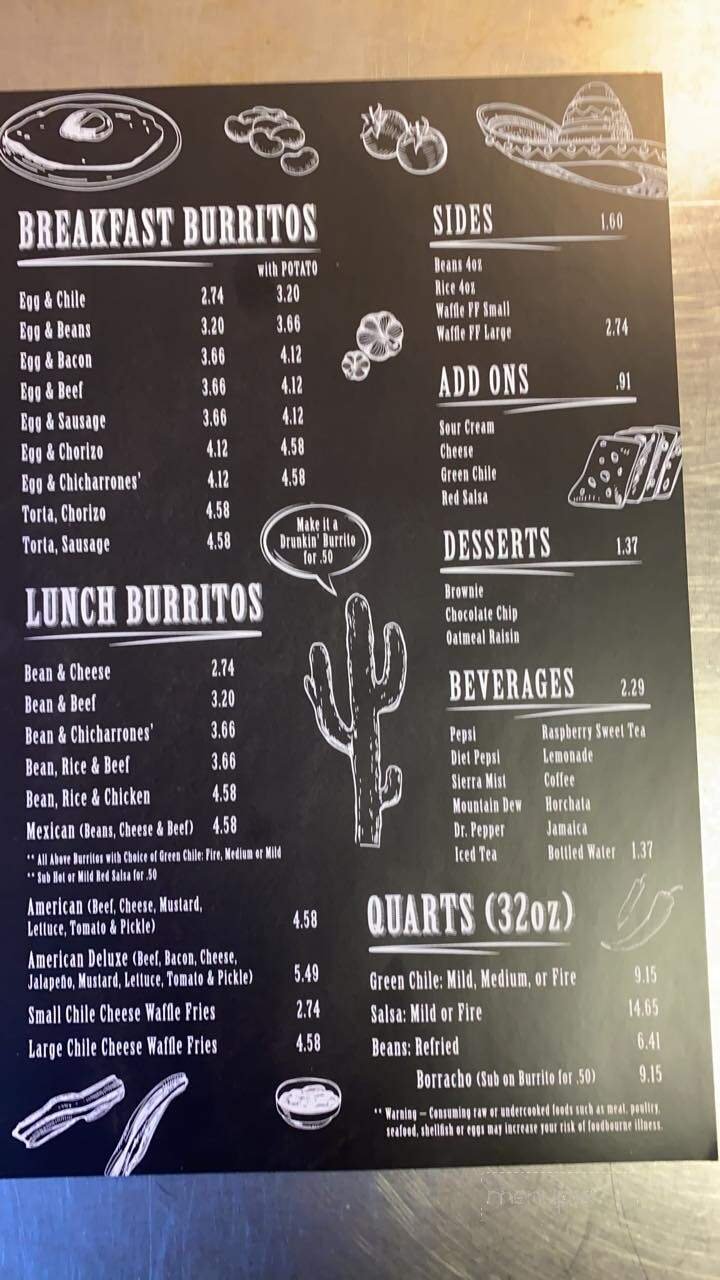 BREAKFAST BURRITOS
with POTATO
Egg & Chile 2.74 3.20
Egg & Beans 3.20 3.66
Egg & Bacon 3.66 4.12
Egg & Beef 3.66 4.12
Egg & Sausage 3.66 4.12
Egg & Chorizo 4.12 4.58
Egg & Chicharrones' 4.12 4.58
Torta, Chorizo 4.58
Torta, Sausage 4.58
Make it a
Drunkin' Burrito
for .50
LUNCH BURRITOS
Bean & Cheese 2.74
Bean & Beef 3.20
Bean & Chicharrones' 3.66
Bean, Rice & Beef 3.66
Bean, Rice & Chicken 4.58
Mexican (Beans, Cheese & Beef) 4.58
** All Above Burritos with Choice of Green Chile: Fire, Medium or Mild
** Sub Hot or Mild Red Salsa for .50
American (Beef, Cheese, Mustard,
Lettuce, Tomato & Pickle) 4.58
American Deluxe (Beef, Bacon, Cheese,
Jalapeño, Mustard, Lettuce, Tomato & Pickle) 5.49
Small Chile Cheese Waffle Fries 2.74
Large Chile Cheese Waffle Fries 4.58
SIDES 1.60
Beans 4oz
Rice 4oz
Waffle FF Small
Waffle FF Large 2.74
ADD ONS .91
Sour Cream
Cheese
Green Chile
Red Salsa
DESSERTS 1.37
Brownie
Chocolate Chip
Oatmeal Raisin
BEVERAGES 2.29
Pepsi Raspberry Sweet Tea
Diet Pepsi Lemonade
Sierra Mist Coffee
Mountain Dew Horchata
Dr. Pepper Jamaica
Iced Tea Bottled Water 1.37
QUARTS (32oz)
Green Chile: Mild, Medium, or Fire 9.15
Salsa: Mild or Fire 14.65
Beans: Refried 6.41
Borracho (Sub on Burrito for .50) 9.15
** Warning – Consuming raw or undercooked foods such as meat, poultry,
seafood, shellfish or eggs may increase your risk of foodbourne illness.